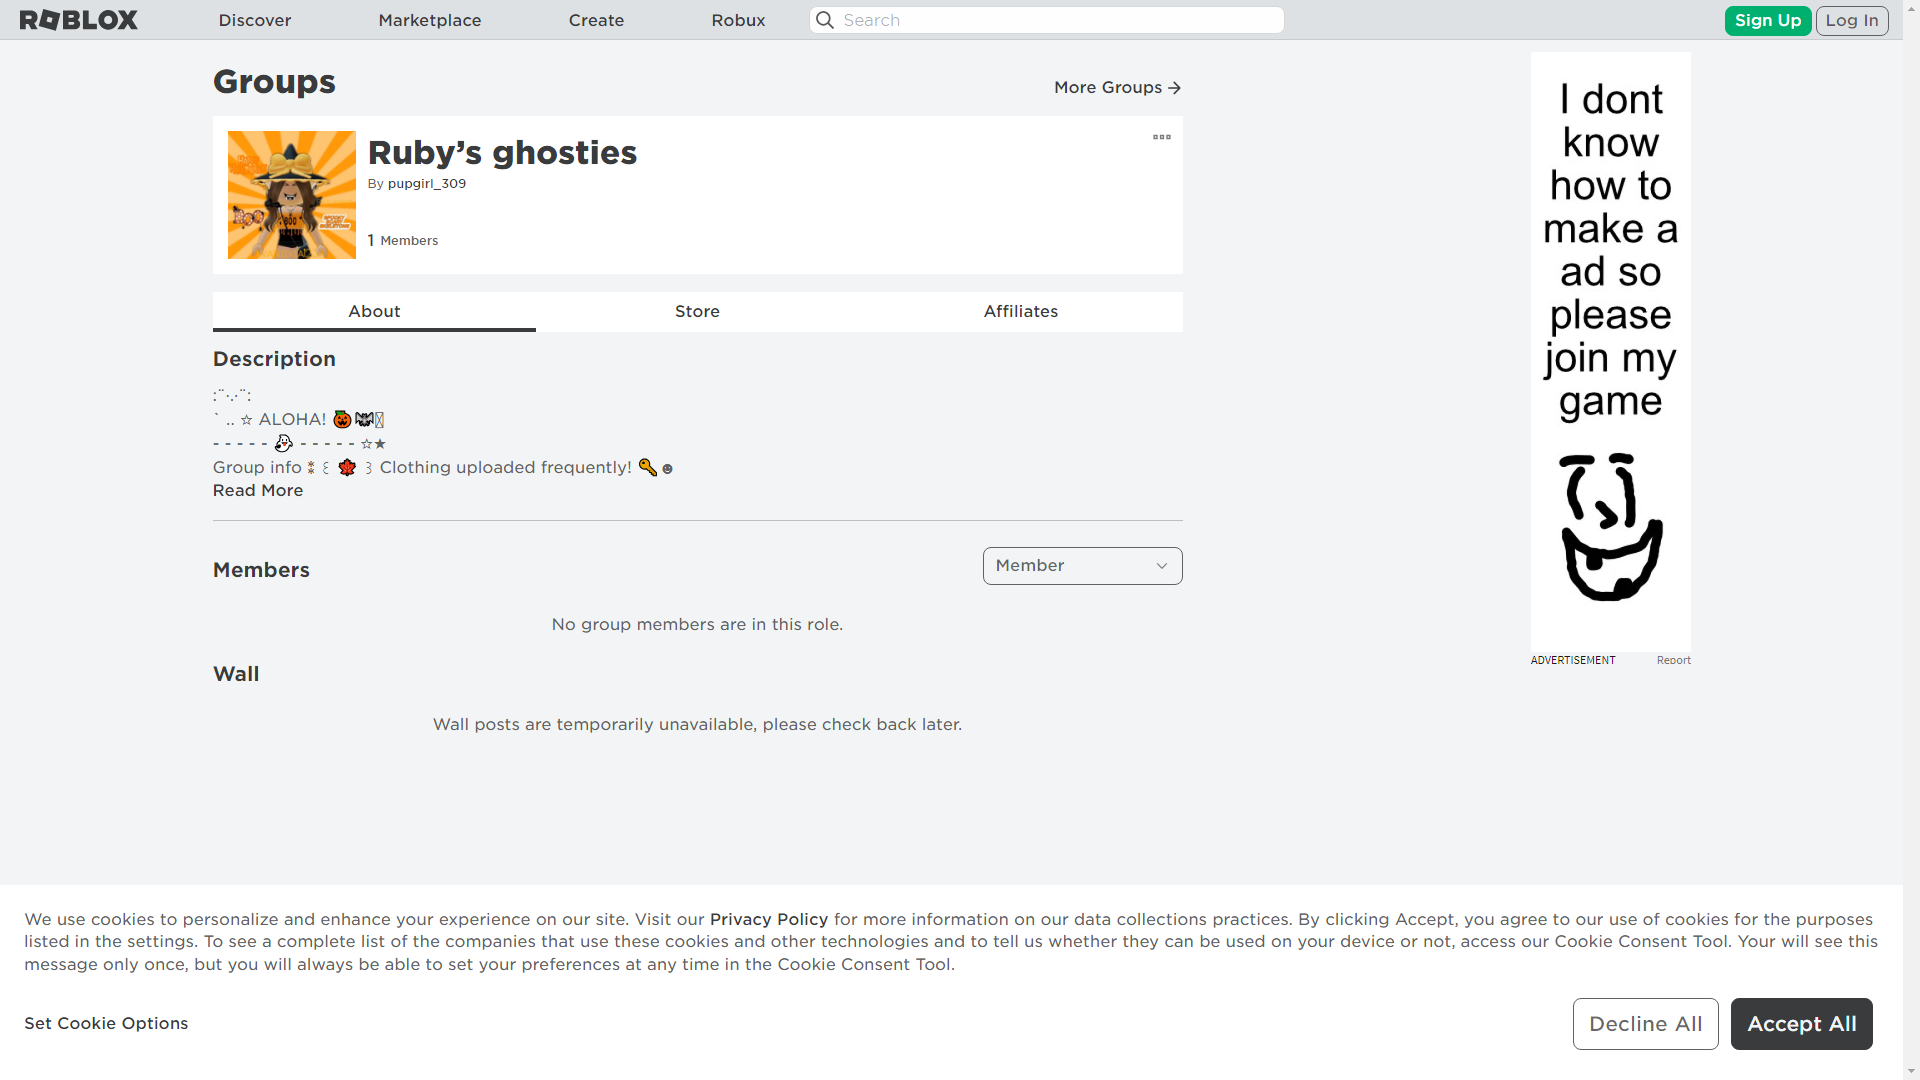 ROBLOX
Discover
Marketplace
Create
Robux
Search
Sign Up
Log In
Groups
More Groups
Ruby’s ghosties
By pupgirl_309
1 Members
About
Store
Affiliates
Description
:¨·.·¨:
` .. ☆ ALOHA! 🎃🦇
- - - - - 👻 - - - - - ☆★
Group info ⁑ ꒰ 🍁 ꒱ Clothing uploaded frequently! 🔑 ☻
Read More
Members
Member
No group members are in this role.
Wall
Wall posts are temporarily unavailable, please check back later.
I dont
know
how to
make a
ad so
please
join my
game
ADVERTISEMENT
Report
We use cookies to personalize and enhance your experience on our site. Visit our Privacy Policy for more information on our data collections practices. By clicking Accept, you agree to our use of cookies for the purposes
listed in the settings. To see a complete list of the companies that use these cookies and other technologies and to tell us whether they can be used on your device or not, access our Cookie Consent Tool. Your will see this
message only once, but you will always be able to set your preferences at any time in the Cookie Consent Tool.
Set Cookie Options
Decline All
Accept All